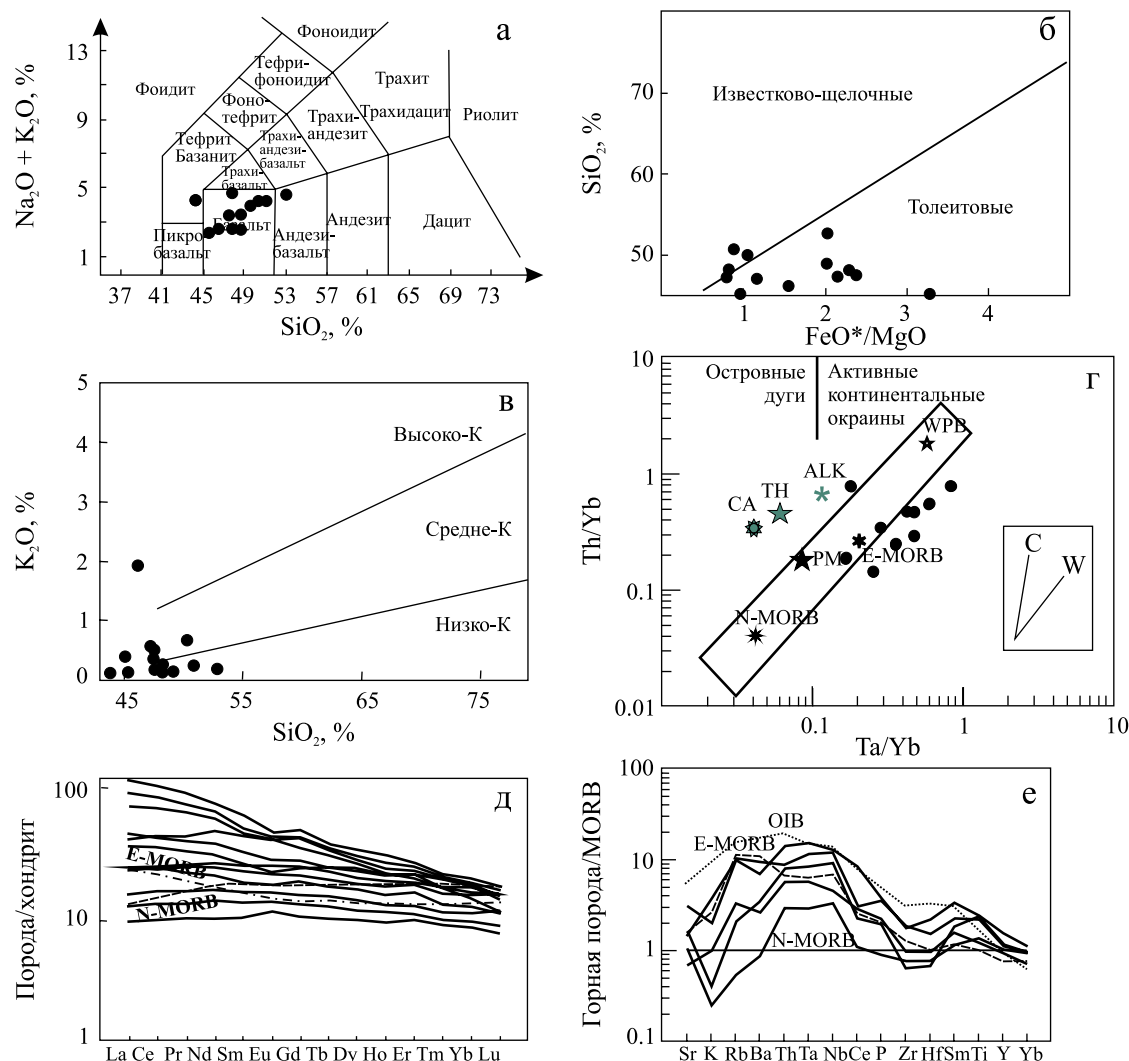 а
Na₂O + K₂O, %
13
11
9
7
5
3
1
Фоидит
Фоноидит
Тефри-
фоноидит
Фоно-
тефрит
Тефрит
Базанит
Трахи-
базальт
Трахи-
андези-
базальт
Трахи-
андезит
Трахит
Трахидацит
Риолит
Пикро
базальт
Базальт
Андези-
базальт
Андезит
Дацит
37 41 45 49 53 57 61 65 69 73
SiO₂, %
б
SiO₂, %
70
60
50
Известково-щелочные
Толеитовые
1 2 3 4
FeO*/MgO
в
K₂O, %
5
4
3
2
1
0
Высоко-К
Средне-К
Низко-К
45 55 65 75
SiO₂, %
г
Th/Yb
10
1
0.1
0.01
Островные
дуги
Активные
континентальные
окраины
WPB
ALK
TH
CA
PM
E-MORB
N-MORB
C
W
0.1 1 10
Ta/Yb
д
Порода/хондрит
100
10
1
E-MORB
N-MORB
La Ce Pr Nd Sm Eu Gd Tb Dy Ho Er Tm Yb Lu
е
Горная порода/MORB
100
10
1
0.1
OIB
E-MORB
N-MORB
Sr K Rb Ba Th Ta Nb Ce P Zr Hf Sm Ti Y Yb